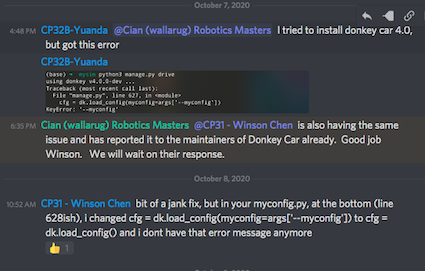 October 7, 2020
4:48 PM CP32B-Yuanda @Cian (wallarug) Robotics Masters I tried to install donkey car 4.0,
but got this error
CP32B-Yuanda
(base) → mysim python3 manage.py drive
using donkey v4.0.0-dev ...
Traceback (most recent call last):
File "manage.py", line 627, in <module>
cfg = dk.load_config(myconfig=args['--myconfig'])
KeyError: '--myconfig'
6:35 PM Cian (wallarug) Robotics Masters @CP31 - Winson Chen is also having the same
issue and has reported it to the maintainers of Donkey Car already. Good job
Winson. We will wait on their response.
October 8, 2020
10:52 AM CP31 - Winson Chen bit of a jank fix, but in your myconfig.py, at the bottom (line
628ish), i changed cfg = dk.load_config(myconfig=args['--myconfig']) to cfg =
dk.load_config() and i dont have that error message anymore
👍 1